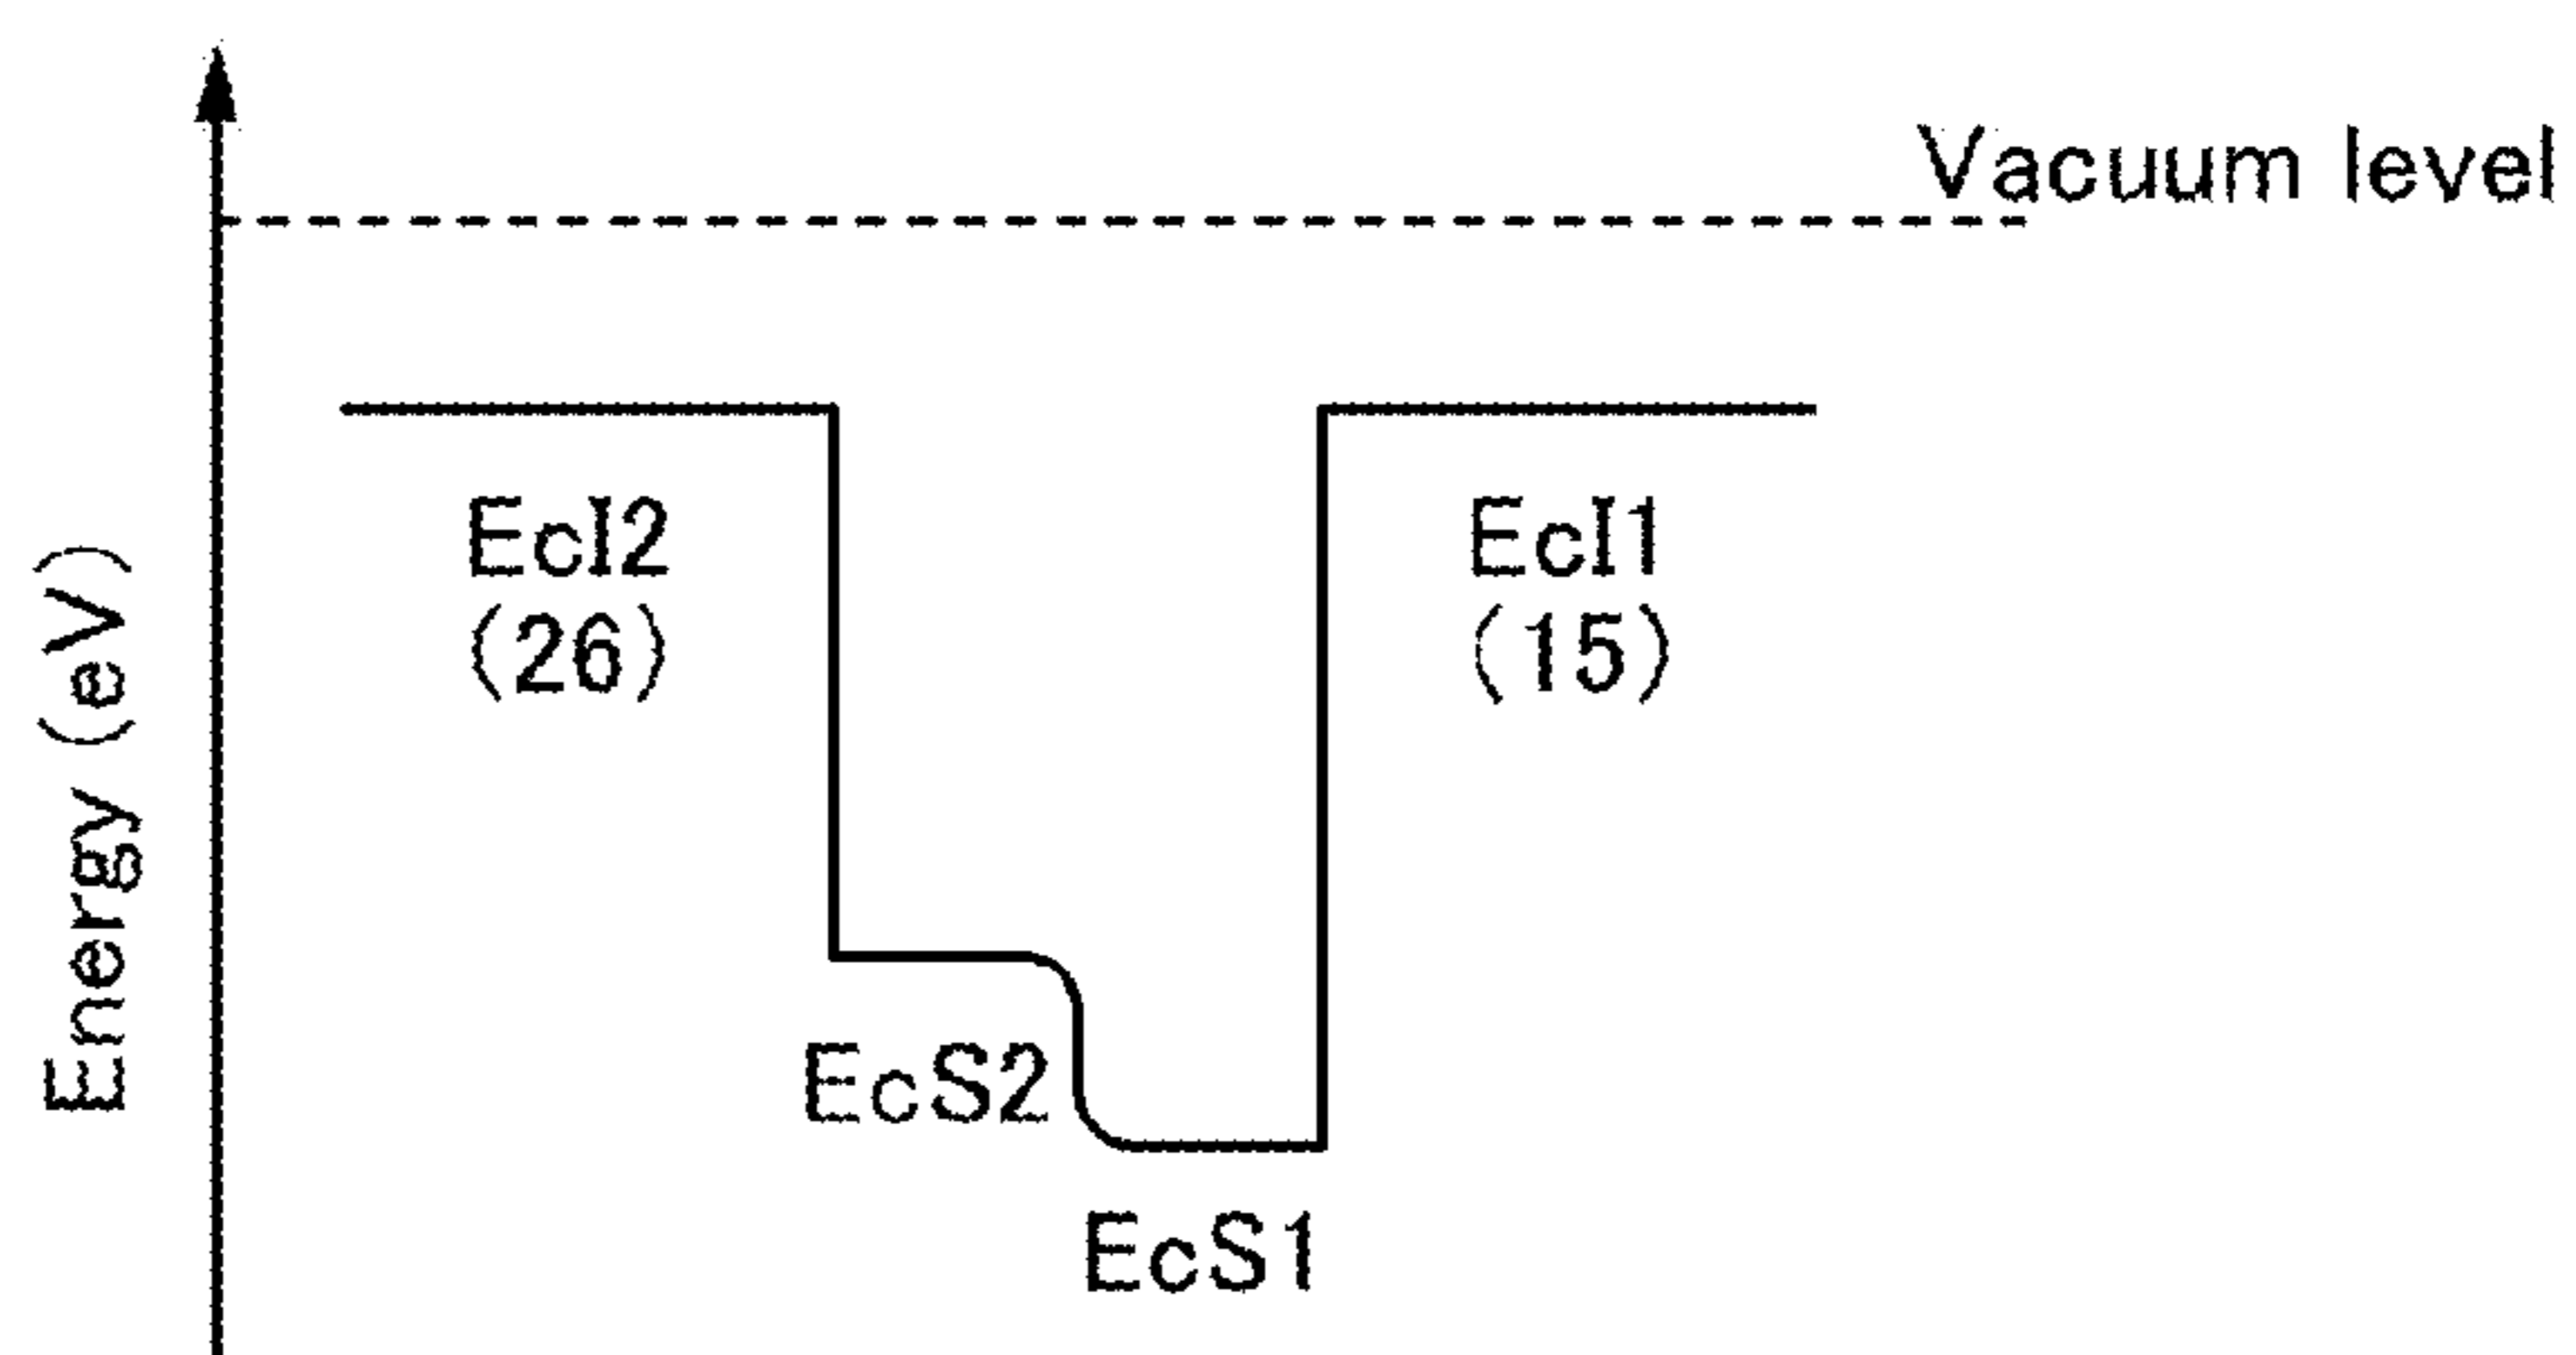 Vacuum level
EcI2
(26)
EcI1
(15)
Energy (eV)
EcS2
EcS1